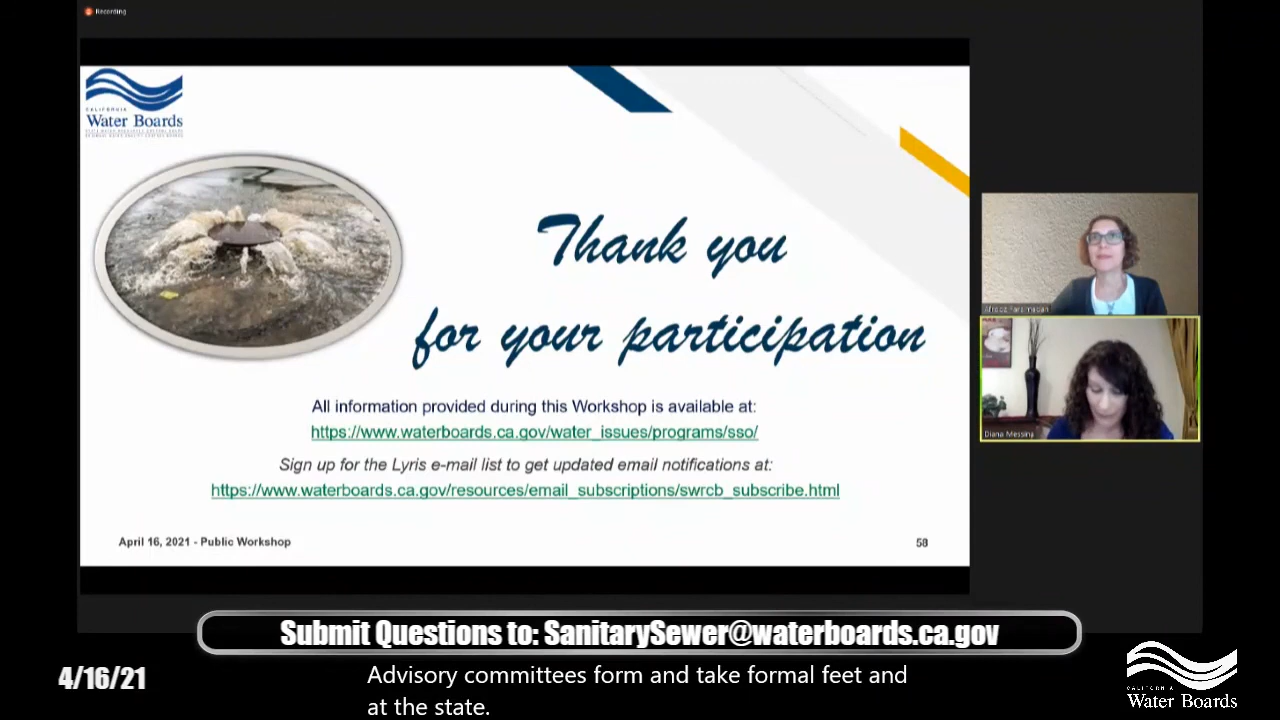 Recording
CALIFORNIA
Water Boards
Thank you
for your participation
All information provided during this Workshop is available at:
https://www.waterboards.ca.gov/water_issues/programs/sso/
Sign up for the Lyris e-mail list to get updated email notifications at:
https://www.waterboards.ca.gov/resources/email_subscriptions/swrcb_subscribe.html
April 16, 2021 - Public Workshop
58
Diana Messina
Submit Questions to: SanitarySewer@waterboards.ca.gov
4/16/21
Advisory committees form and take formal feet and
at the state.
CALIFORNIA
Water Boards